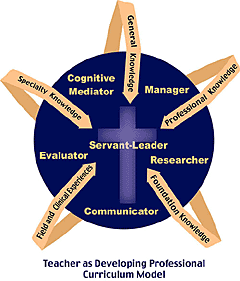 General Knowledge
Cognitive
Mediator
Manager
Specialty Knowledge
Professional Knowledge
Servant-Leader
Evaluator
Researcher
Field and Clinical Experiences
Foundation Knowledge
Communicator
Teacher as Developing Professional
Curriculum Model